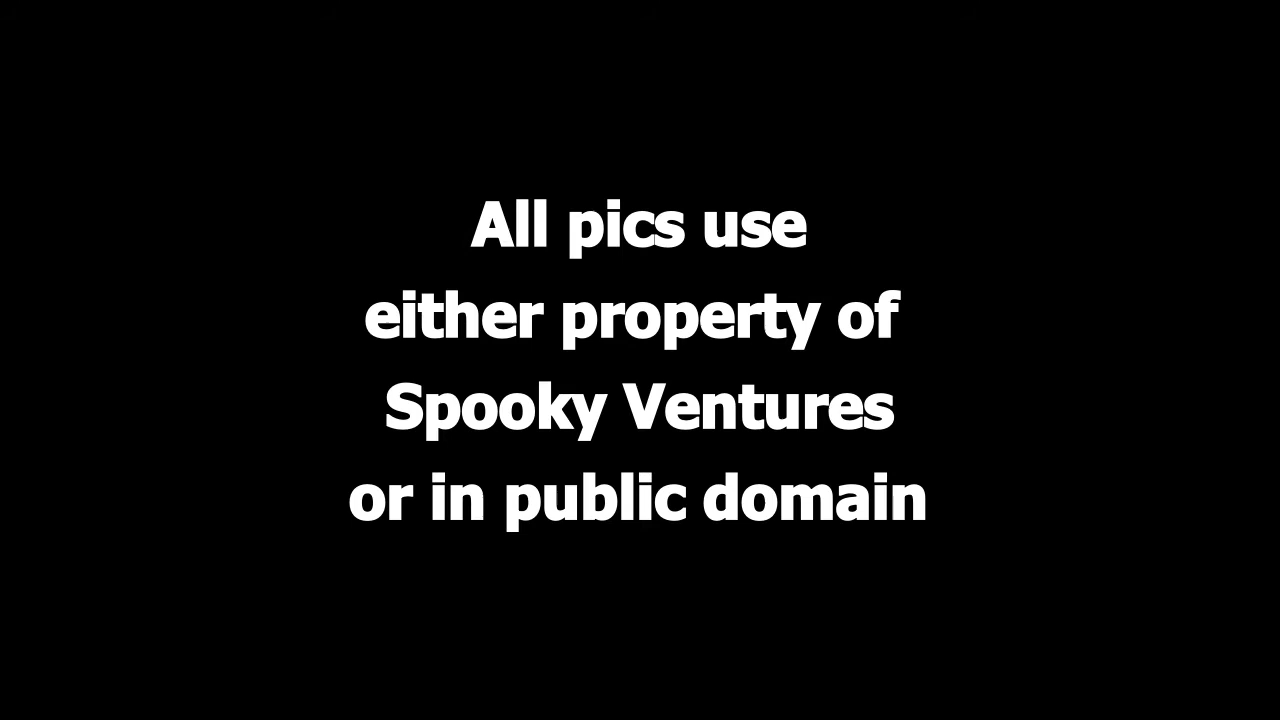 All pics use
either property of
Spooky Ventures
or in public domain